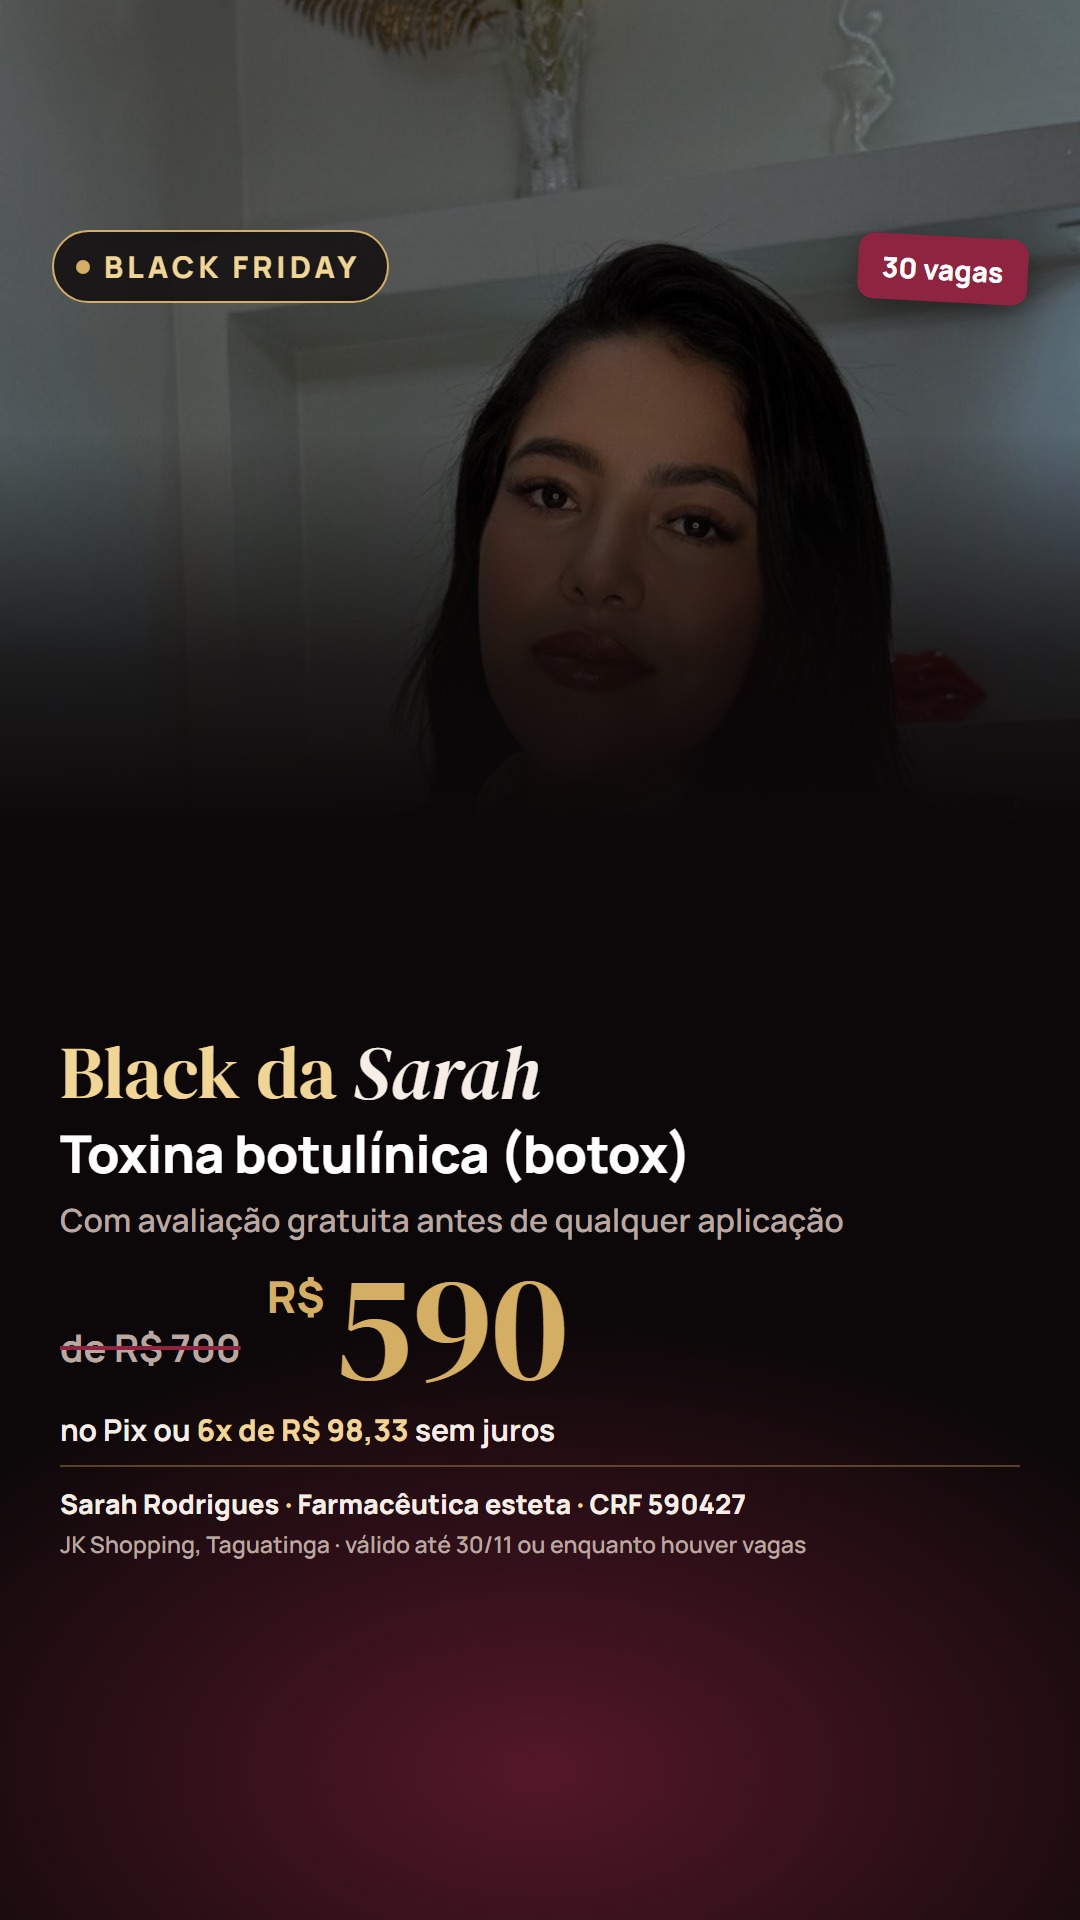 BLACK FRIDAY
30 vagas
Black da Sarah
Toxina botulínica (botox)
Com avaliação gratuita antes de qualquer aplicação
de R$ 700 R$ 590
no Pix ou 6x de R$ 98,33 sem juros
Sarah Rodrigues · Farmacêutica esteta · CRF 590427
JK Shopping, Taguatinga · válido até 30/11 ou enquanto houver vagas